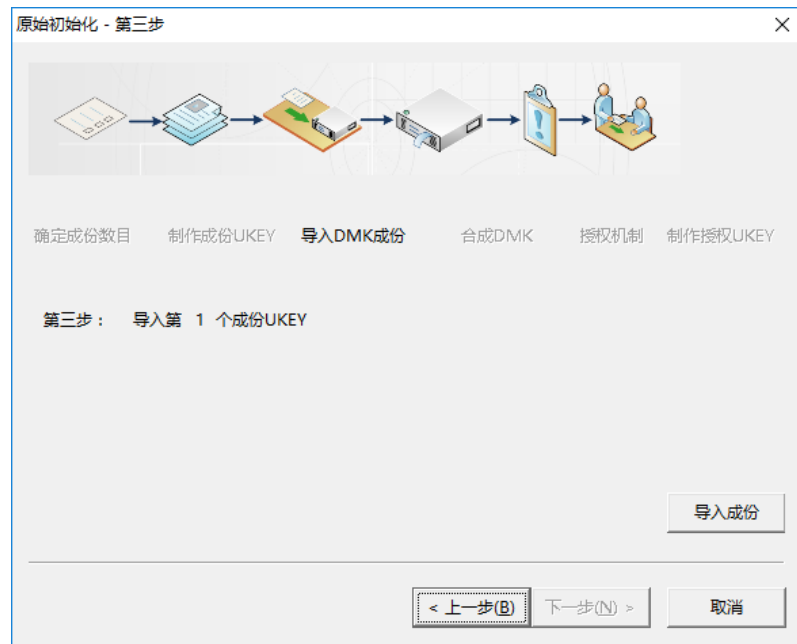 原始初始化 - 第三步
确定成份数目 制作成份UKEY 导入DMK成份 合成DMK 授权机制 制作授权UKEY
第三步： 导入第 1 个成份UKEY
导入成份
< 上一步(B) 下一步(N) > 取消